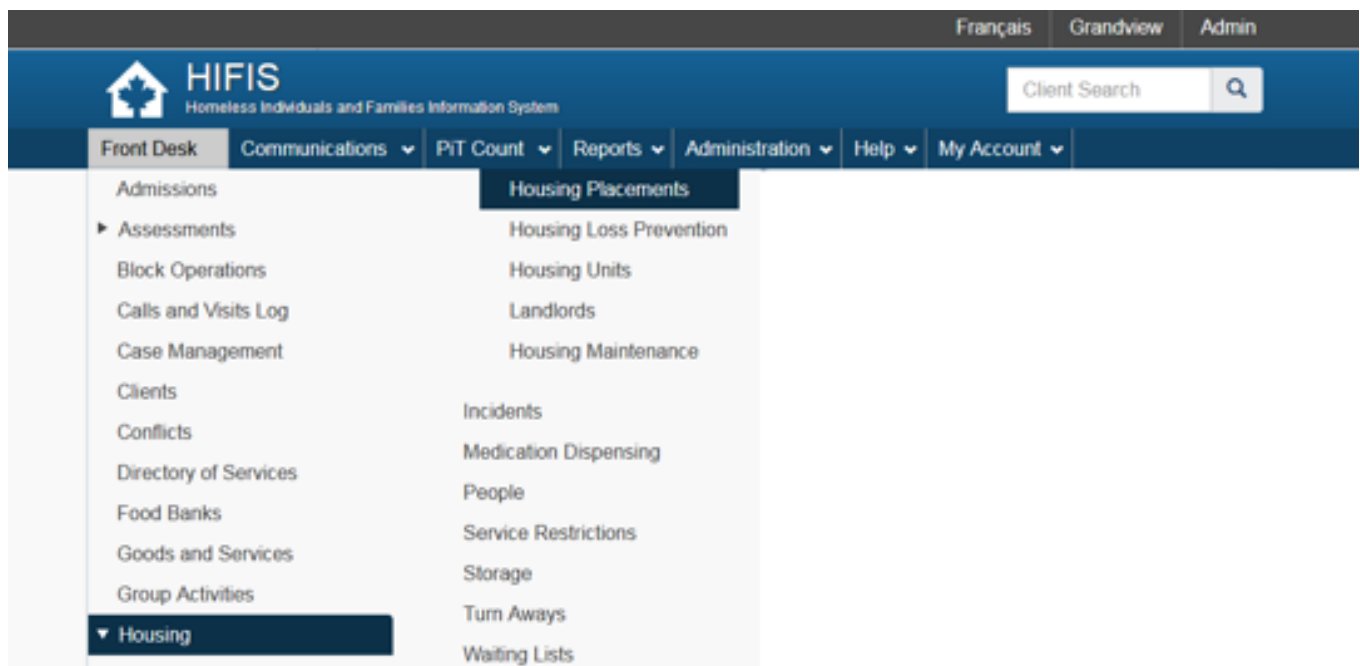 Français Grandview Admin
HIFIS
Homeless Individuals and Families Information System
Client Search
Front Desk Communications PiT Count Reports Administration Help My Account
Admissions
Assessments
Block Operations
Calls and Visits Log
Case Management
Clients
Conflicts
Directory of Services
Food Banks
Goods and Services
Group Activities
Housing
Housing Placements
Housing Loss Prevention
Housing Units
Landlords
Housing Maintenance
Incidents
Medication Dispensing
People
Service Restrictions
Storage
Turn Aways
Waiting Lists